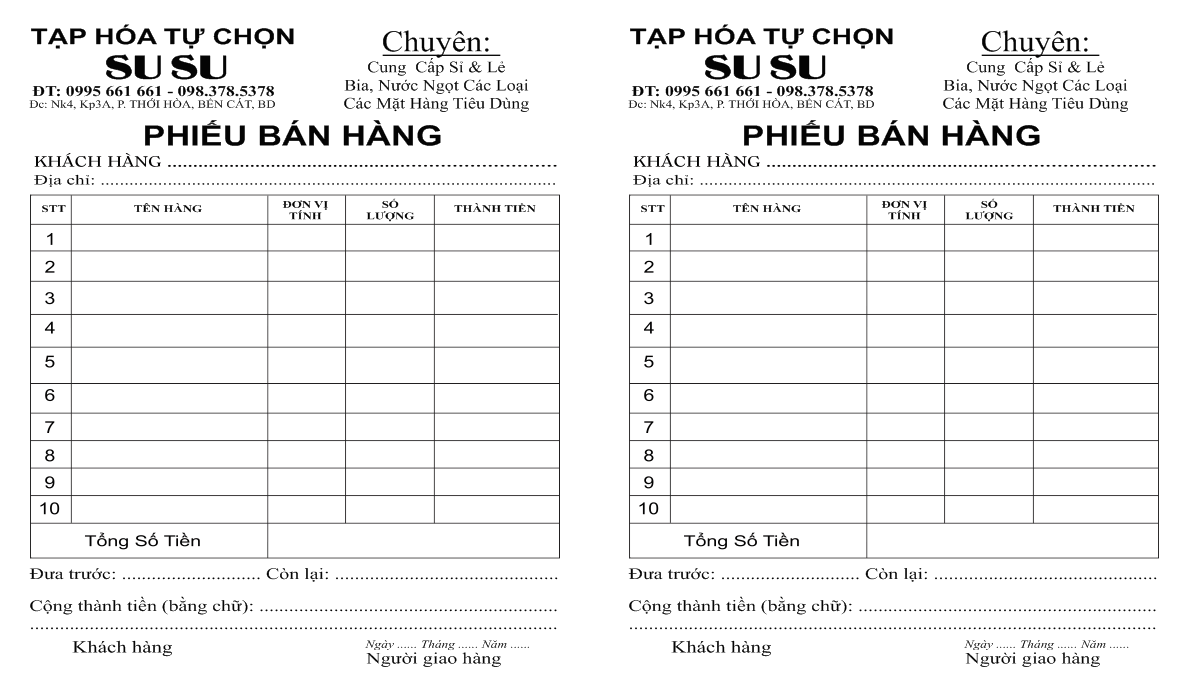 TẠP HÓA TỰ CHỌN
SU SU
ĐT: 0995 661 661 - 098.378.5378
Dc: Nk4, Kp3A, P. THỚI HÒA, BẾN CÁT, BD
Chuyên:
Cung Cấp Sỉ & Lẻ
Bia, Nước Ngọt Các Loại
Các Mặt Hàng Tiêu Dùng
PHIẾU BÁN HÀNG
KHÁCH HÀNG ..........
Địa chỉ: ..........
STT TÊN HÀNG ĐƠN VỊ TÍNH SỐ LƯỢNG THÀNH TIỀN
1
2
3
4
5
6
7
8
9
10
Tổng Số Tiền
Đưa trước: .......... Còn lại: ..........
Cộng thành tiền (bằng chữ): ..........
Khách hàng
Ngày ...... Tháng ...... Năm ......
Người giao hàng
TẠP HÓA TỰ CHỌN
SU SU
ĐT: 0995 661 661 - 098.378.5378
Dc: Nk4, Kp3A, P. THỚI HÒA, BẾN CÁT, BD
Chuyên:
Cung Cấp Sỉ & Lẻ
Bia, Nước Ngọt Các Loại
Các Mặt Hàng Tiêu Dùng
PHIẾU BÁN HÀNG
KHÁCH HÀNG ..........
Địa chỉ: ..........
STT TÊN HÀNG ĐƠN VỊ TÍNH SỐ LƯỢNG THÀNH TIỀN
1
2
3
4
5
6
7
8
9
10
Tổng Số Tiền
Đưa trước: .......... Còn lại: ..........
Cộng thành tiền (bằng chữ): ..........
Khách hàng
Ngày ...... Tháng ...... Năm ......
Người giao hàng